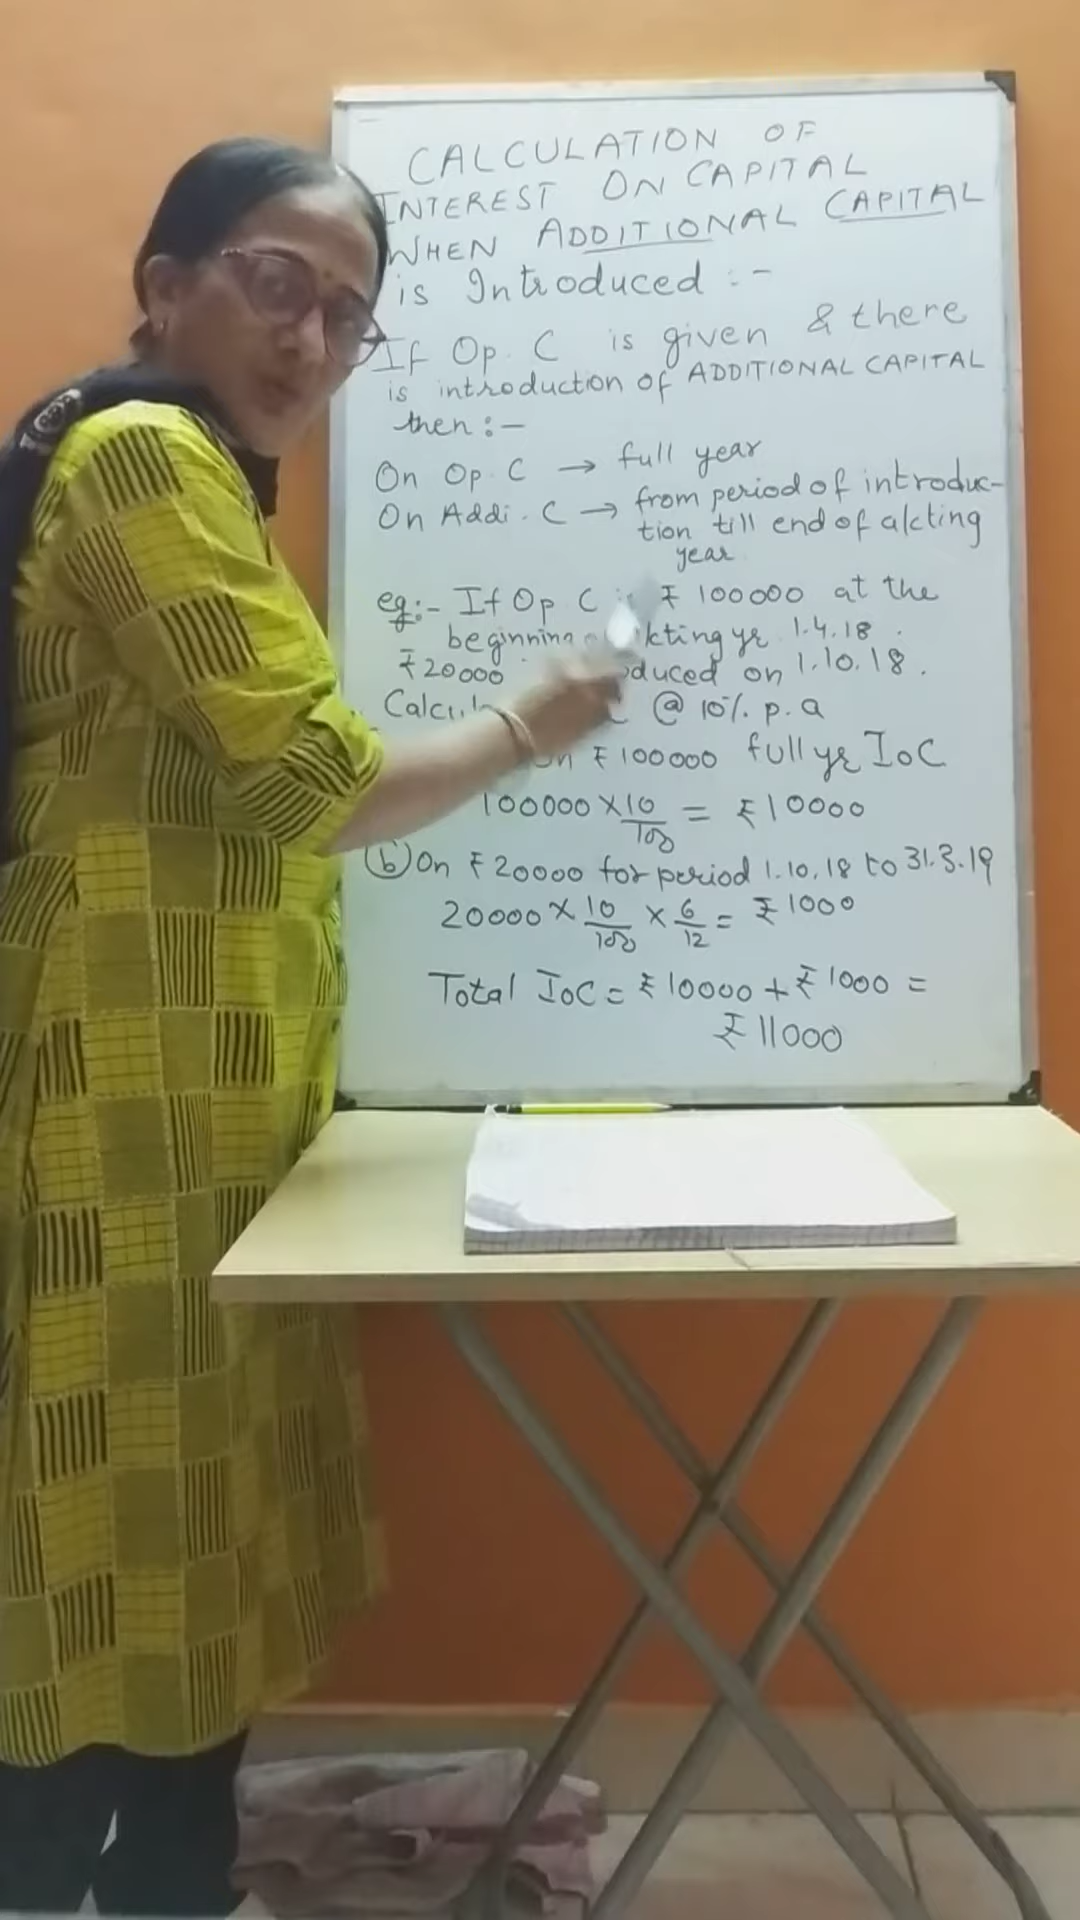 CALCULATION OF
INTEREST ON CAPITAL
WHEN ADDITIONAL CAPITAL
is Introduced :-
If Op. C is given & there
is introduction of ADDITIONAL CAPITAL
then :-
On Op. C → full year
On Addi. C → from period of introduc-
tion till end of a/cting
year
eg:- If Op C ₹ 100000 at the
beginning a/cting yr 1.4.18.
₹20000 on 1.10.18.
@ 10%. p.a
On ₹100000 full yr IoC
100000 × 10/100 = ₹10000
(b) On ₹20000 for period 1.10.18 to 31.3.19
20000 × 10/100 × 6/12 = ₹1000
Total IoC = ₹10000 + ₹1000 =
₹11000